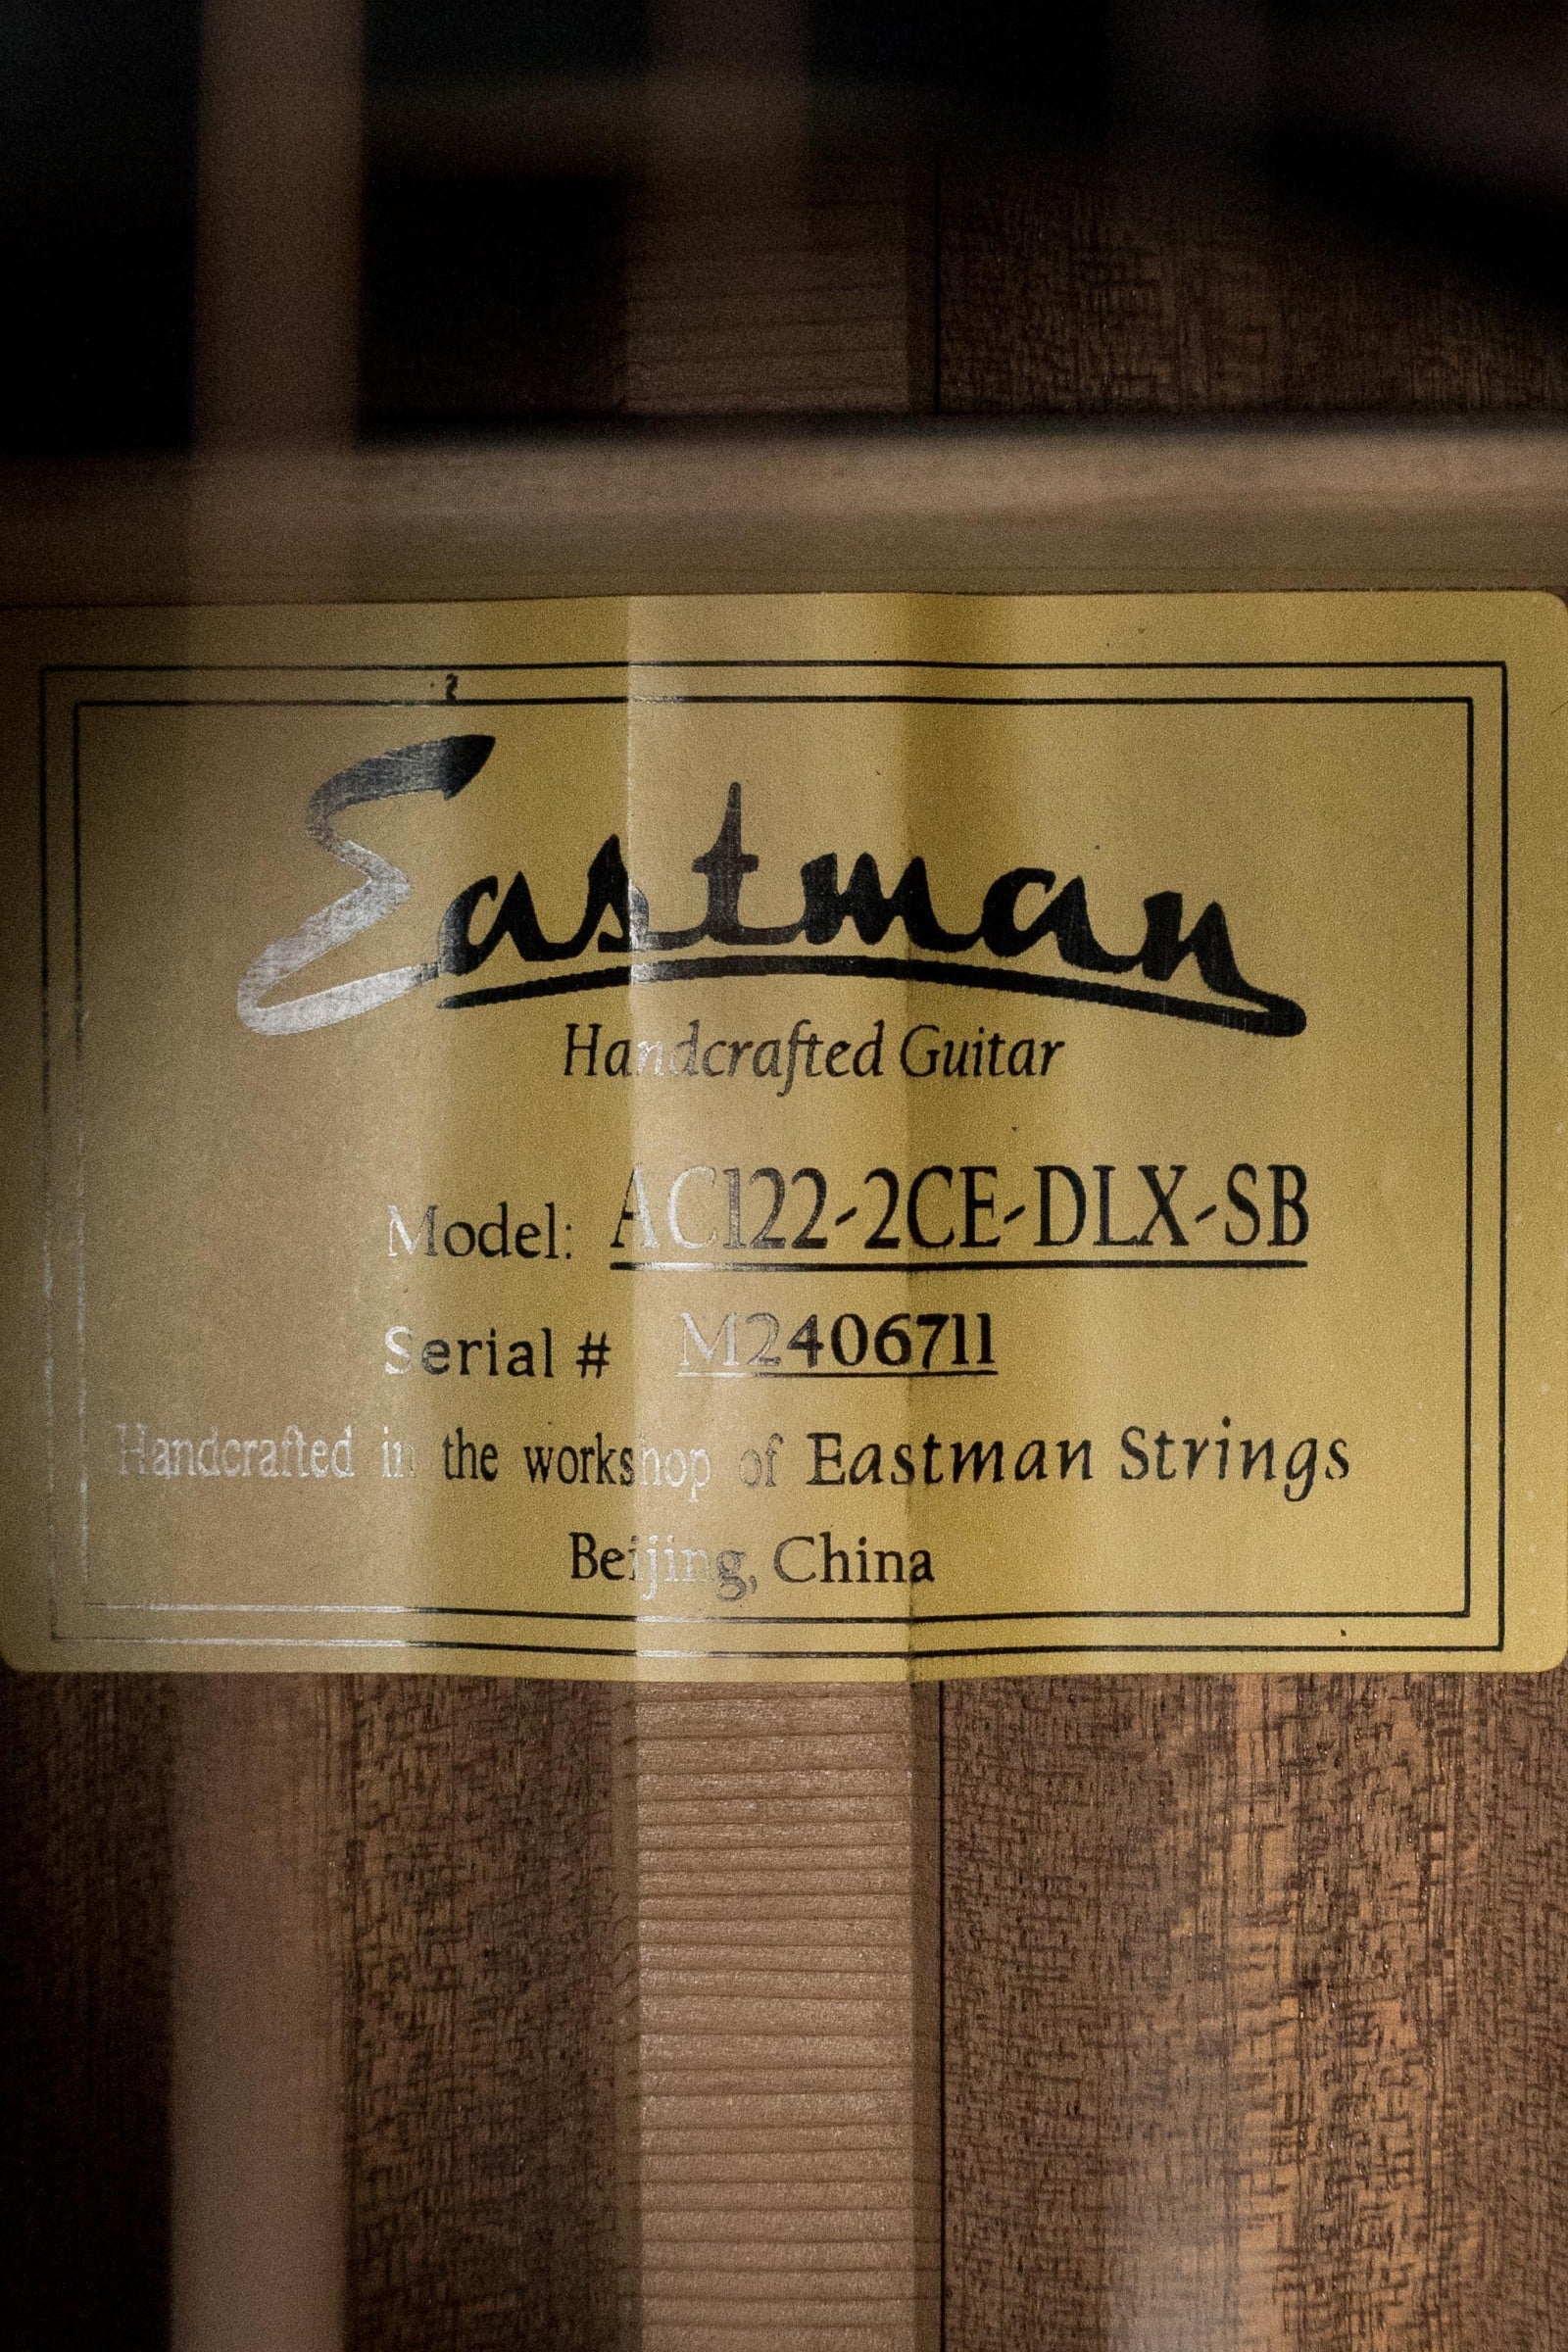 Eastman
Handcrafted Guitar
Model: AC122-2CE-DLX-SB
Serial # M2406711
Handcrafted in the workshop of Eastman Strings
Beijing, China